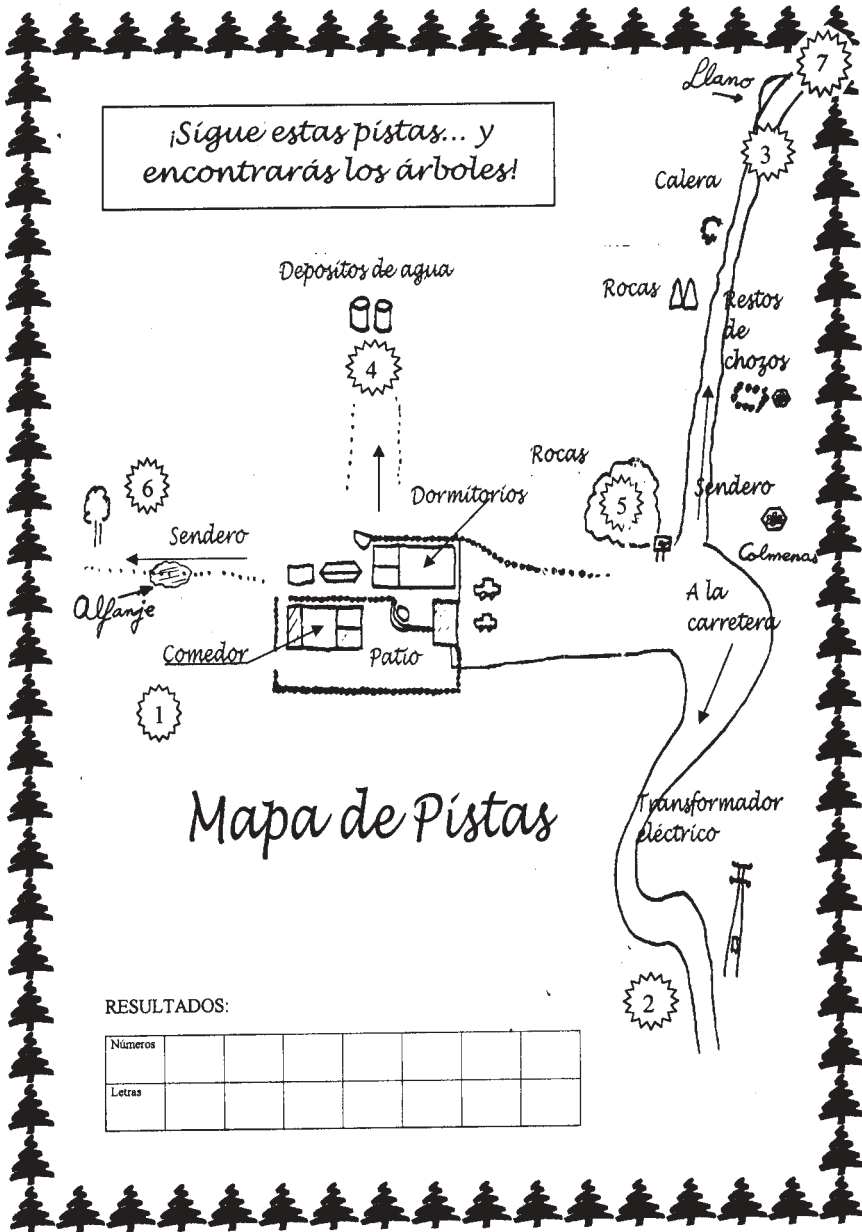 ¡Sigue estas pistas... y
encontrarás los árboles!
Llano
7
3
Calera
Depositos de agua
Rocas
Restos
de
chozos
4
Rocas
6
Dormitorios
5
Sendero
Sendero
Colmenas
Alfanje
A la
carretera
Comedor
Patio
1
Mapa de Pistas
Transformador
eléctrico
2
RESULTADOS:
Números
Letras